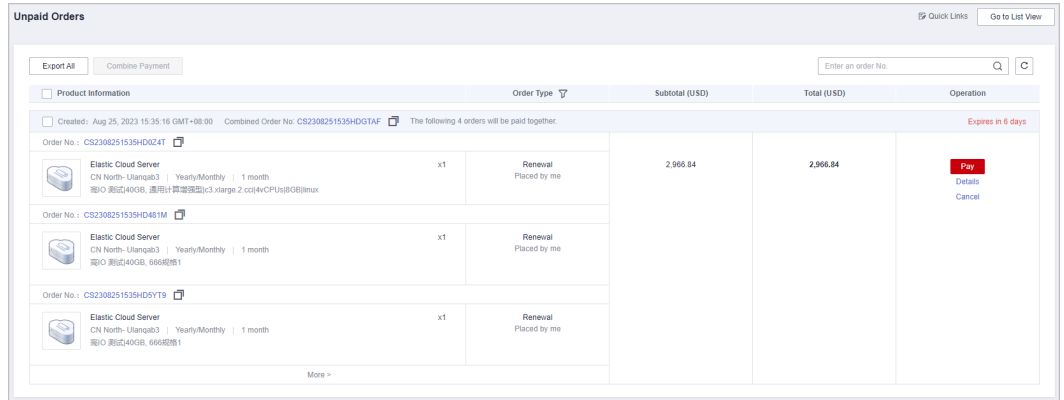 Unpaid Orders
Quick Links
Go to List View
Export All
Combine Payment
Enter an order No.
Product Information
Order Type
Subtotal (USD)
Total (USD)
Operation
Created: Aug 25, 2023 15:35:16 GMT+08:00 Combined Order No: CS2308251535HDGTAF The following 4 orders will be paid together.
Expires in 6 days
Order No.: CS2308251535HD0Z4T
Elastic Cloud Server
x1
Renewal
2,966.84
2,966.84
Pay
CN North- Ulanqab3 | Yearly/Monthly | 1 month
Placed by me
Details
高IO 测试|40GB, 通用计算增强型|c3.xlarge.2.cci|4vCPUs|8GB|linux
Cancel
Order No.: CS2308251535HD481M
Elastic Cloud Server
x1
Renewal
CN North- Ulanqab3 | Yearly/Monthly | 1 month
Placed by me
高IO 测试|40GB, 666规格1
Order No.: CS2308251535HD5YT9
Elastic Cloud Server
x1
Renewal
CN North- Ulanqab3 | Yearly/Monthly | 1 month
Placed by me
高IO 测试|40GB, 666规格1
More >